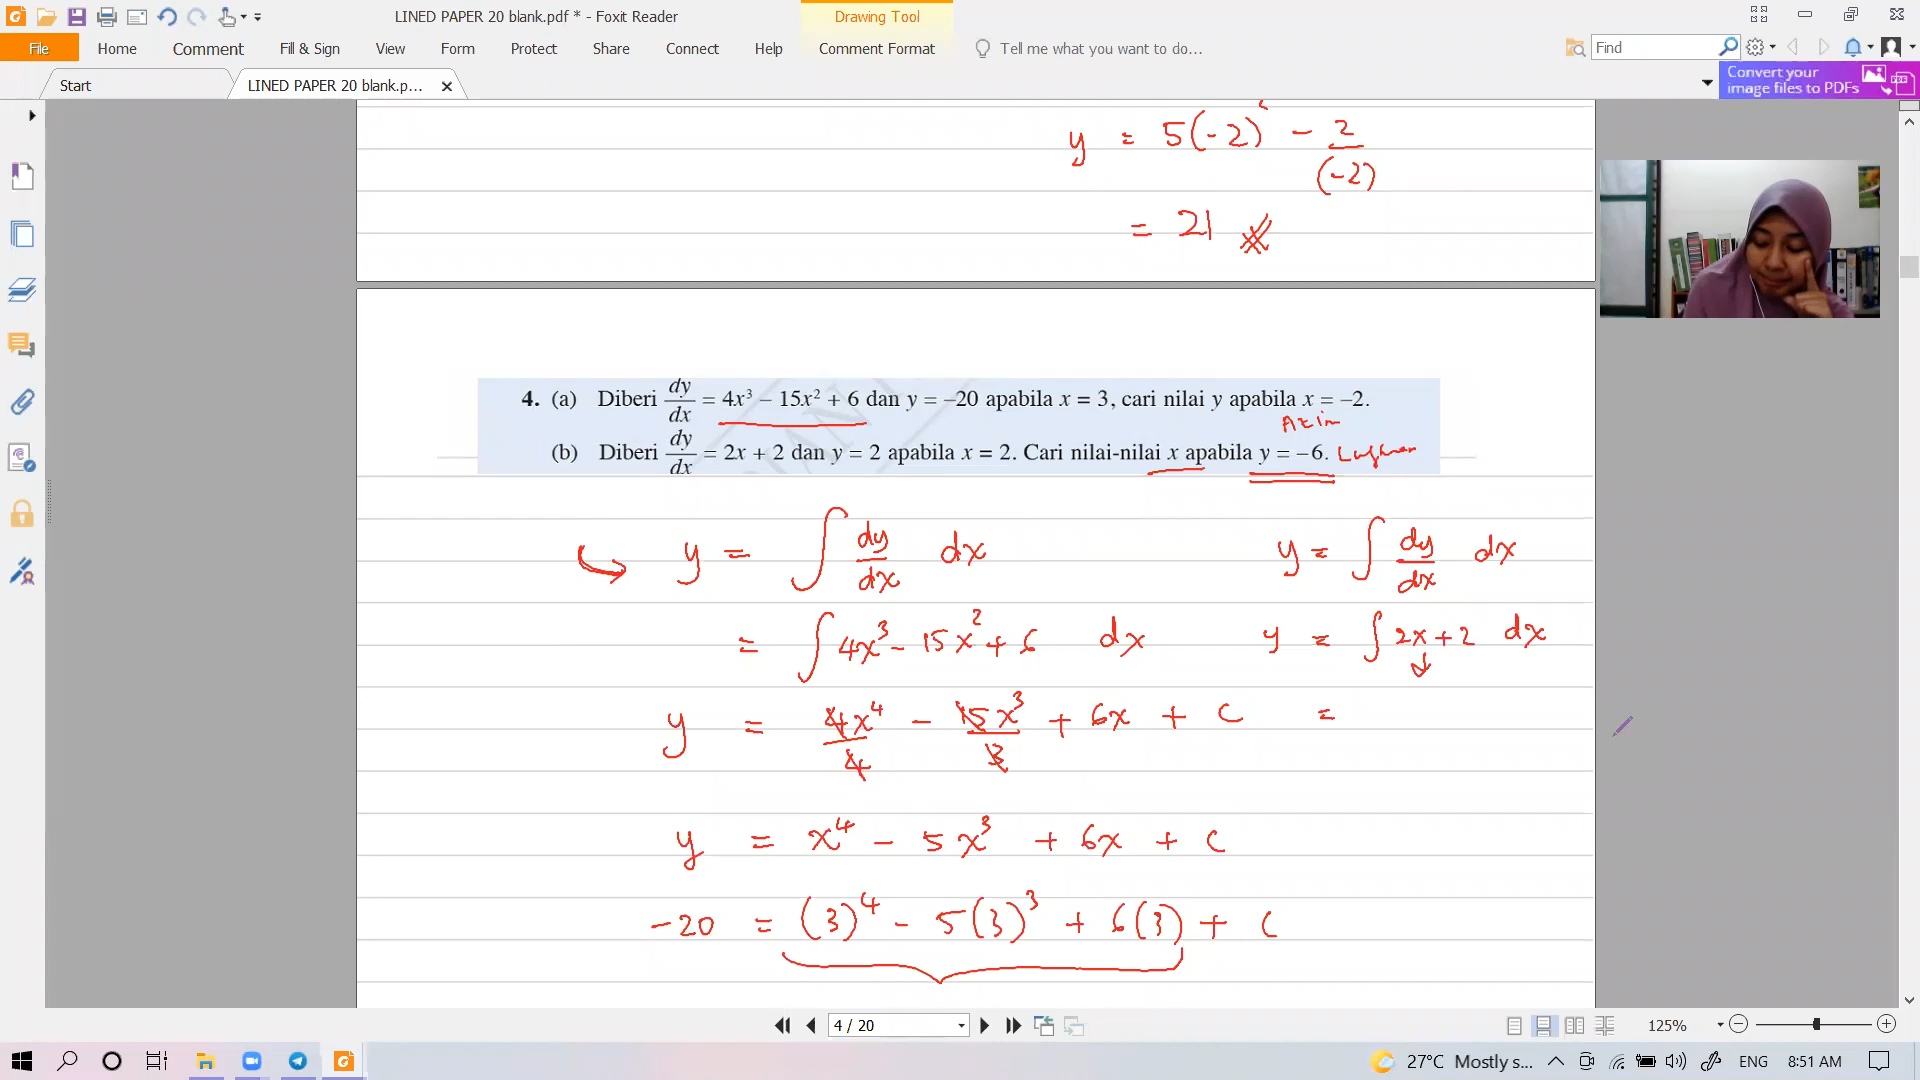 LINED PAPER 20 blank.pdf * - Foxit Reader
Drawing Tool
File Home Comment Fill & Sign View Form Protect Share Connect Help Comment Format Tell me what you want to do... Find
Start LINED PAPER 20 blank.p...
Convert your image files to PDFs
y = 5(-2)² - 2/(-2)
= 21
4. (a) Diberi dy/dx = 4x³ – 15x² + 6 dan y = –20 apabila x = 3, cari nilai y apabila x = –2.
Azim
(b) Diberi dy/dx = 2x + 2 dan y = 2 apabila x = 2. Cari nilai-nilai x apabila y = –6. Luqman
y = ∫ dy/dx dx
= ∫ 4x³ - 15x² + 6 dx
y = 4x⁴/4 - 15x³/3 + 6x + c
y = x⁴ - 5x³ + 6x + c
-20 = (3)⁴ - 5(3)³ + 6(3) + c
y = ∫ dy/dx dx
y = ∫ 2x + 2 dx
=
4 / 20
125%
27°C Mostly s... ENG 8:51 AM